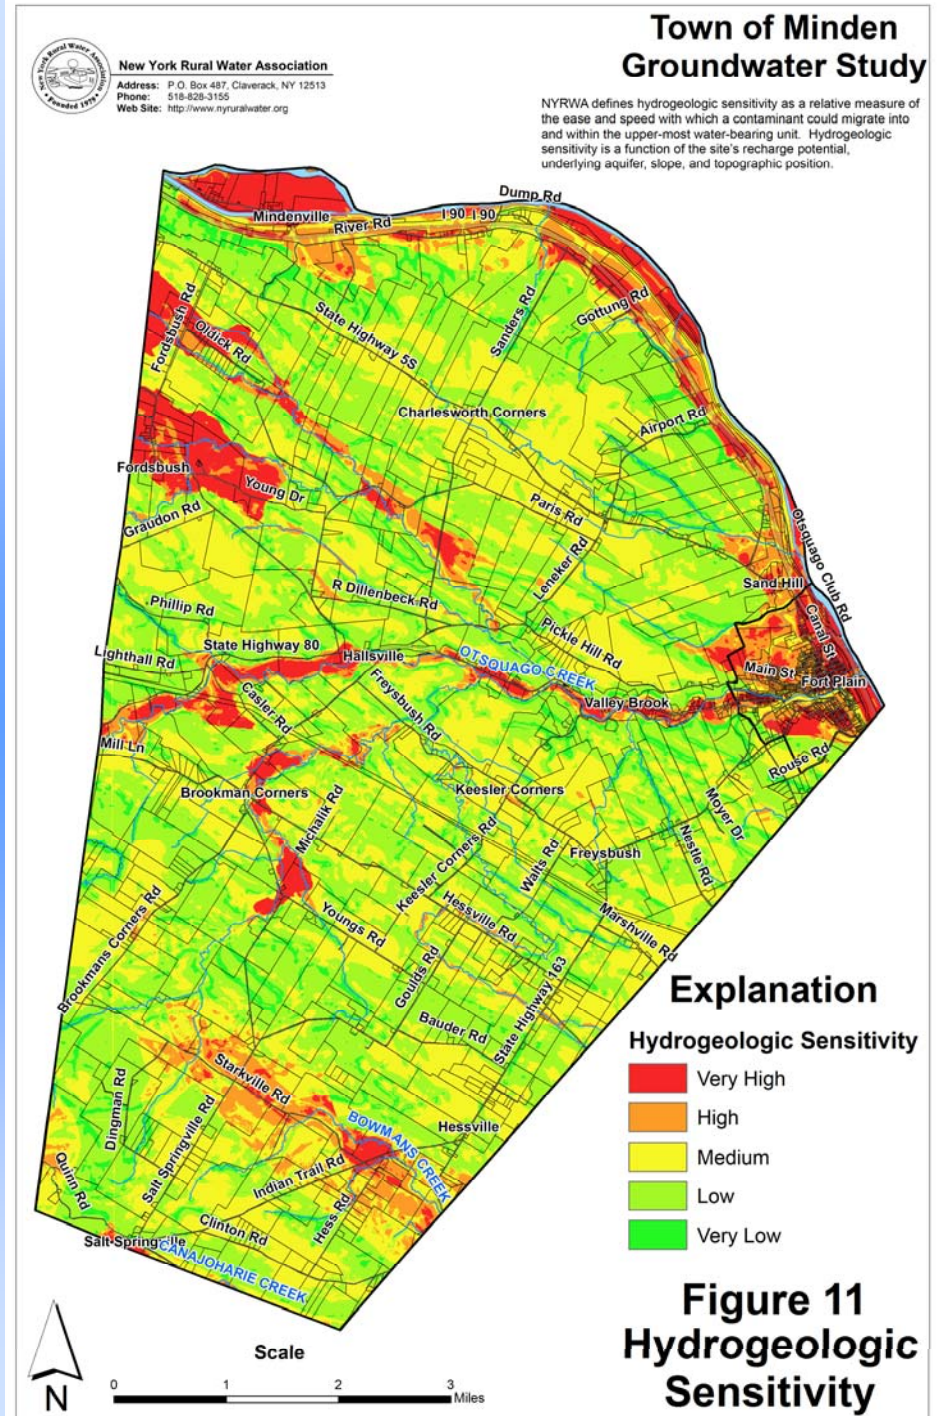 Town of Minden
Groundwater Study
New York Rural Water Association
Founded 1979
New York Rural Water Association
Address: P.O. Box 487, Claverack, NY 12513
Phone: 518-828-3155
Web Site: http://www.nyruralwater.org
NYRWA defines hydrogeologic sensitivity as a relative measure of
the ease and speed with which a contaminant could migrate into
and within the upper-most water-bearing unit. Hydrogeologic
sensitivity is a function of the site's recharge potential,
underlying aquifer, slope, and topographic position.
Dump Rd
Mindenville
River Rd
I 90 I 90
Fordsbush Rd
Oldick Rd
State Highway 5S
Sanders Rd
Gottung Rd
Charlesworth Corners
Airport Rd
Fordsbush
Young Dr
Graudon Rd
Paris Rd
Otsquago Club Rd
Leneker Rd
Sand Hill
R Dillenbeck Rd
Phillip Rd
Canal St
Pickle Hill Rd
State Highway 80
Lighthall Rd
Hallsville
OTSQUAGO CREEK
Main St
Fort Plain
Casler Rd
Freysbush Rd
Valley Brook
Mill Ln
Rouse Rd
Brookman Corners
Keesler Corners
Michalik Rd
Moyer Dr
Keesler Corners Rd
Walts Rd
Freysbush
Nestle Rd
Brookmans Corners Rd
Youngs Rd
Hessville Rd
Marshville Rd
Goulds Rd
State Highway 163
Bauder Rd
Starkville Rd
Dingman Rd
Salt Springville Rd
BOWMANS CREEK
Hessville
Quinn Rd
Indian Trail Rd
Hess Rd
Clinton Rd
Salt Springville
CANAJOHARIE CREEK
Explanation
Hydrogeologic Sensitivity
Very High
High
Medium
Low
Very Low
Figure 11
Hydrogeologic
Sensitivity
N
Scale
0 1 2 3
Miles